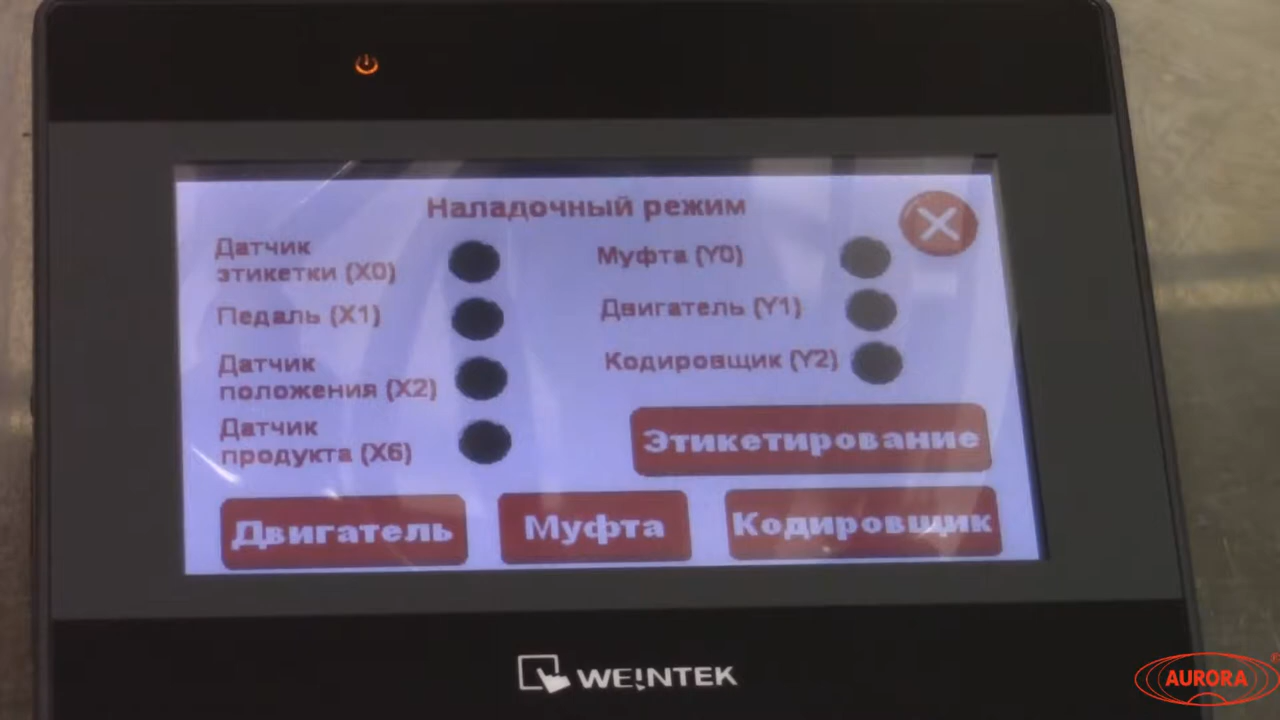 Наладочный режим
Датчик
этикетки (X0)
Муфта (Y0)
Педаль (X1)
Двигатель (Y1)
Датчик
положения (X2)
Кодировщик (Y2)
Датчик
продукта (X6)
Этикетирование
Двигатель
Муфта
Кодировщик
WEINTEK
AURORA